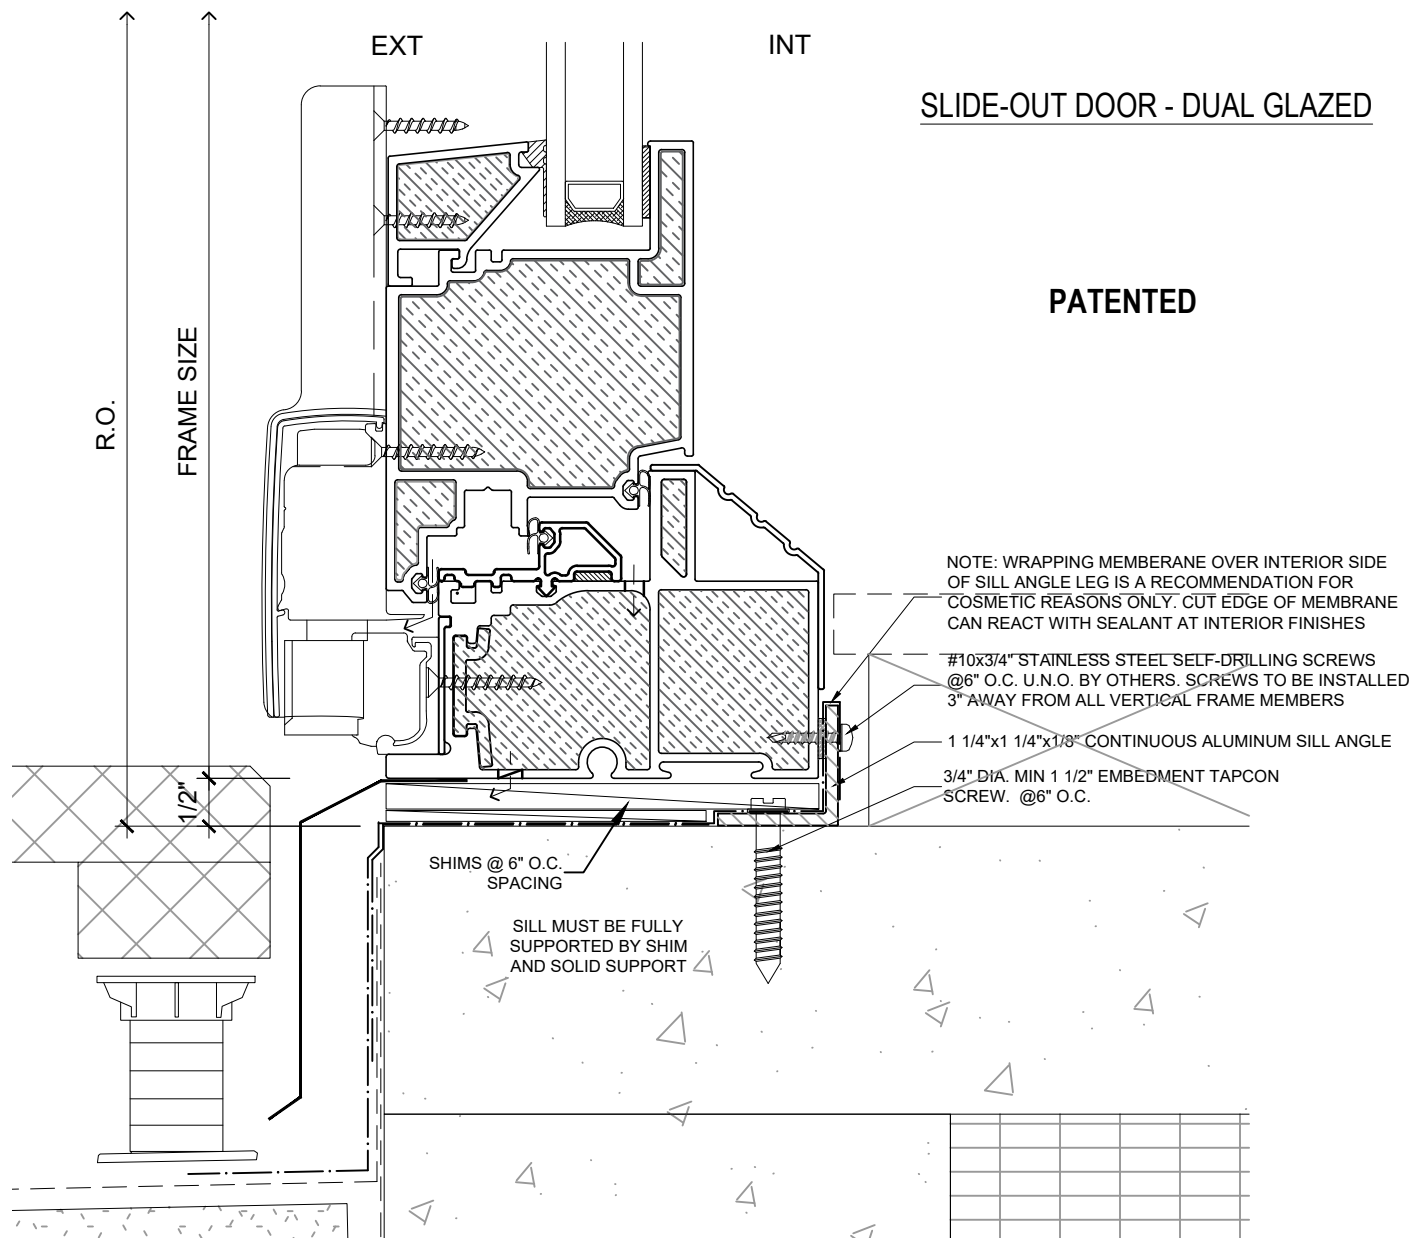 EXT
INT
SLIDE-OUT DOOR - DUAL GLAZED
PATENTED
R.O.
FRAME SIZE
1/2"
NOTE: WRAPPING MEMBERANE OVER INTERIOR SIDE
OF SILL ANGLE LEG IS A RECOMMENDATION FOR
COSMETIC REASONS ONLY. CUT EDGE OF MEMBRANE
CAN REACT WITH SEALANT AT INTERIOR FINISHES
#10x3/4" STAINLESS STEEL SELF-DRILLING SCREWS
@6" O.C. U.N.O. BY OTHERS. SCREWS TO BE INSTALLED
3" AWAY FROM ALL VERTICAL FRAME MEMBERS
1 1/4"x1 1/4"x1/8" CONTINUOUS ALUMINUM SILL ANGLE
3/4" DIA. MIN 1 1/2" EMBEDMENT TAPCON
SCREW. @6" O.C.
SHIMS @ 6" O.C.
SPACING
SILL MUST BE FULLY
SUPPORTED BY SHIM
AND SOLID SUPPORT